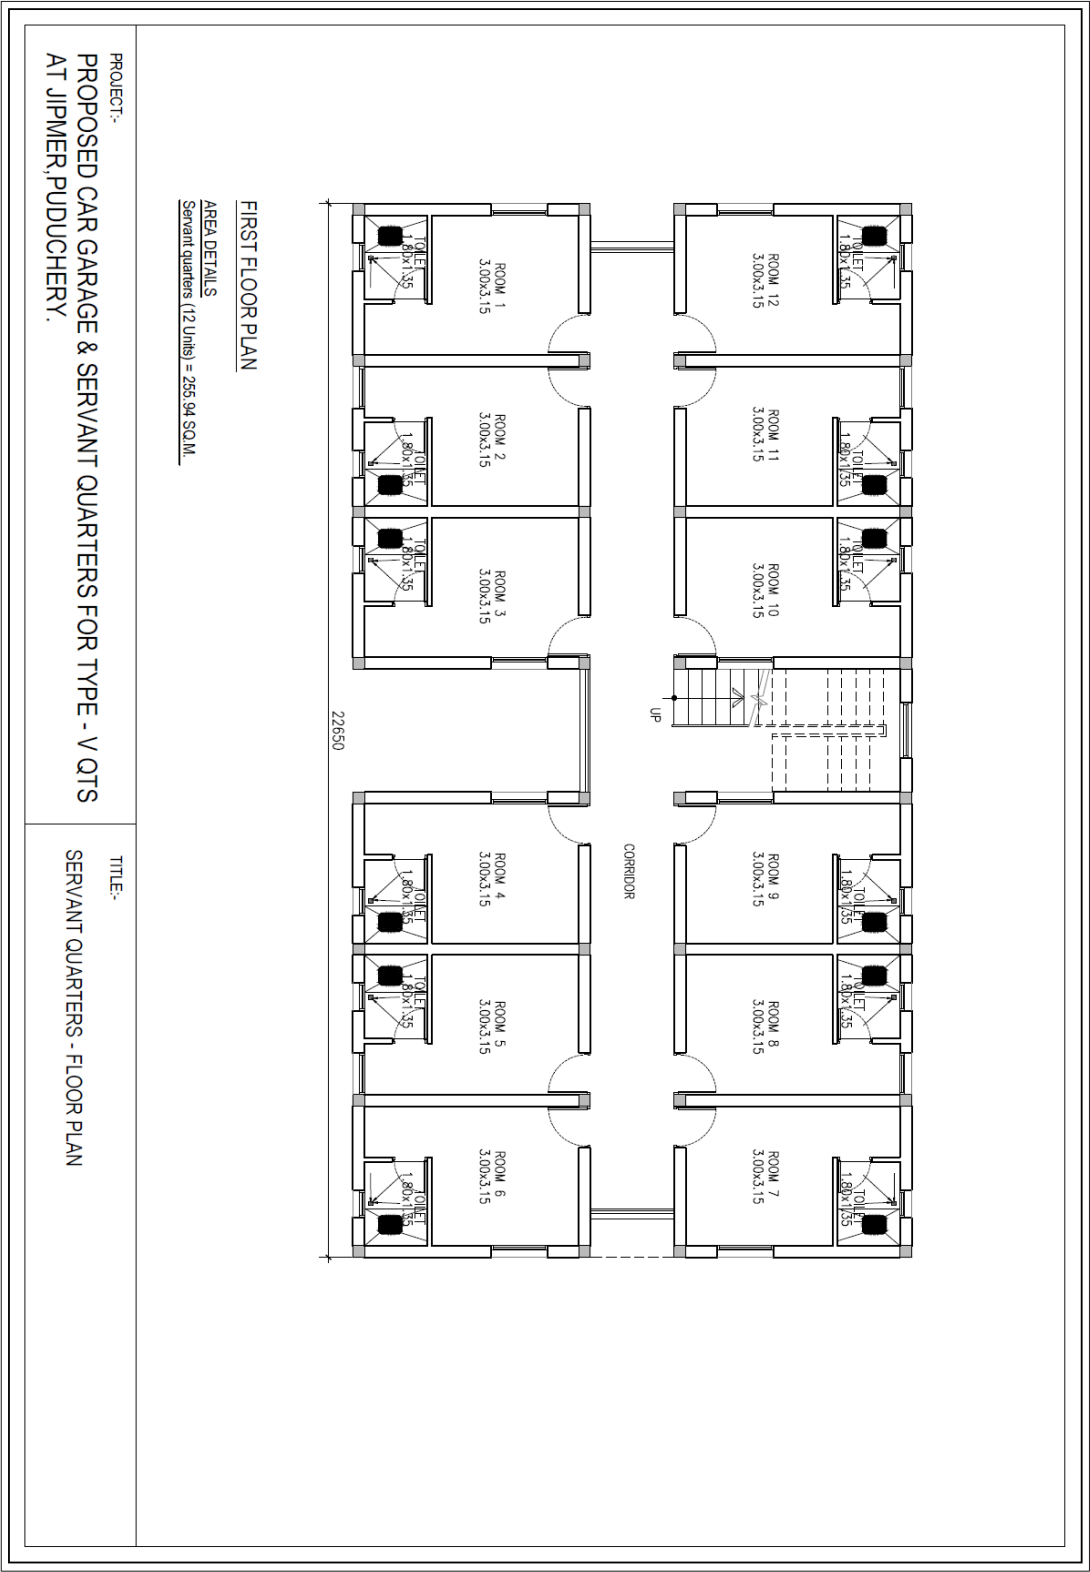 ROOM 1
3.00x3.15
TOILET
1.80x1.35
ROOM 2
3.00x3.15
TOILET
1.80x1.35
ROOM 3
3.00x3.15
TOILET
1.80x1.35
ROOM 4
3.00x3.15
TOILET
1.80x1.35
ROOM 5
3.00x3.15
TOILET
1.80x1.35
ROOM 6
3.00x3.15
TOILET
1.80x1.35
ROOM 12
3.00x3.15
TOILET
1.80x1.35
ROOM 11
3.00x3.15
TOILET
1.80x1.35
ROOM 10
3.00x3.15
TOILET
1.80x1.35
ROOM 9
3.00x3.15
TOILET
1.80x1.35
ROOM 8
3.00x3.15
TOILET
1.80x1.35
ROOM 7
3.00x3.15
TOILET
1.80x1.35
UP
CORRIDOR
22650
FIRST FLOOR PLAN
AREA DETAILS
Servant quarters (12 Units) = 255.94 SQ.M.
PROJECT:-
PROPOSED CAR GARAGE & SERVANT QUARTERS FOR TYPE - V QTS
AT JIPMER,PUDUCHERY.
TITLE:-
SERVANT QUARTERS - FLOOR PLAN